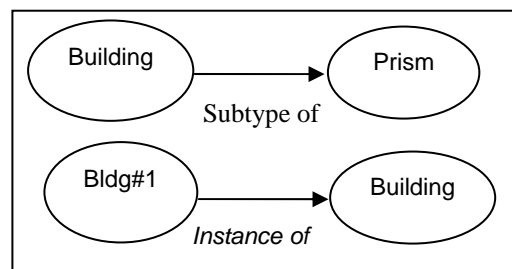 Building
Prism
Subtype of
Bldg#1
Building
Instance of